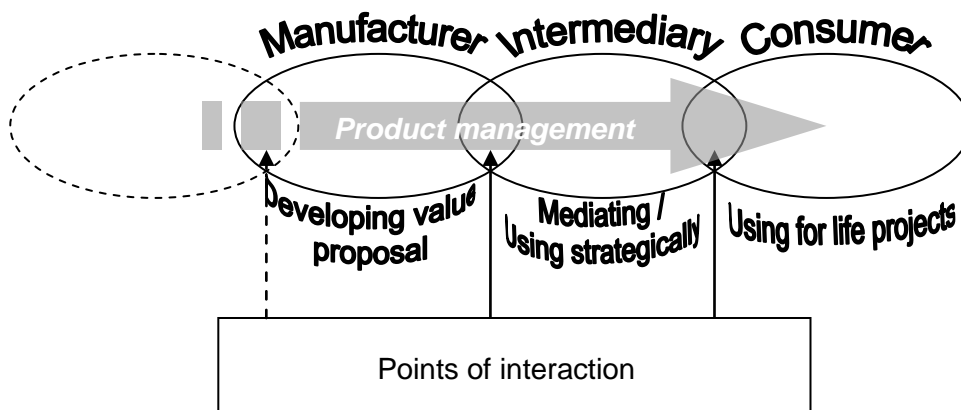 Manufacturer
Intermediary
Consumer
Product management
Developing value
proposal
Mediating /
Using strategically
Using for life projects
Points of interaction